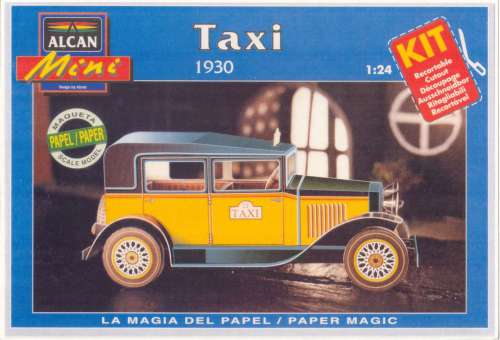 ALCAN
Mini
Taxi
1930
1:24
KIT
Recortable
Cutout
Découpage
Ausschneidbar
Ritagliabili
Recortável
MAQUETA
PAPEL / PAPER
SCALE MODEL
TAXI
LA MAGIA DEL PAPEL / PAPER MAGIC